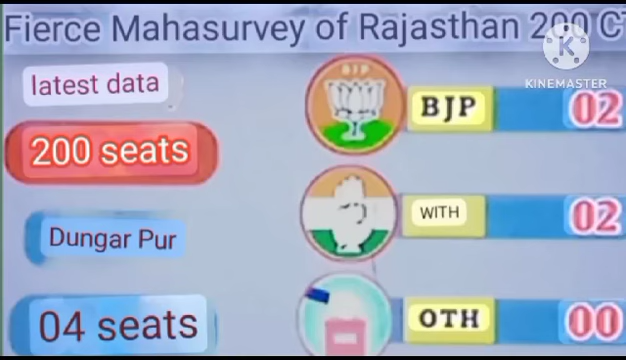 Fierce Mahasurvey of Rajasthan 200
KINEMASTER
latest data
BJP
BJP 02
200 seats
WITH 02
Dungar Pur
04 seats
OTH 00